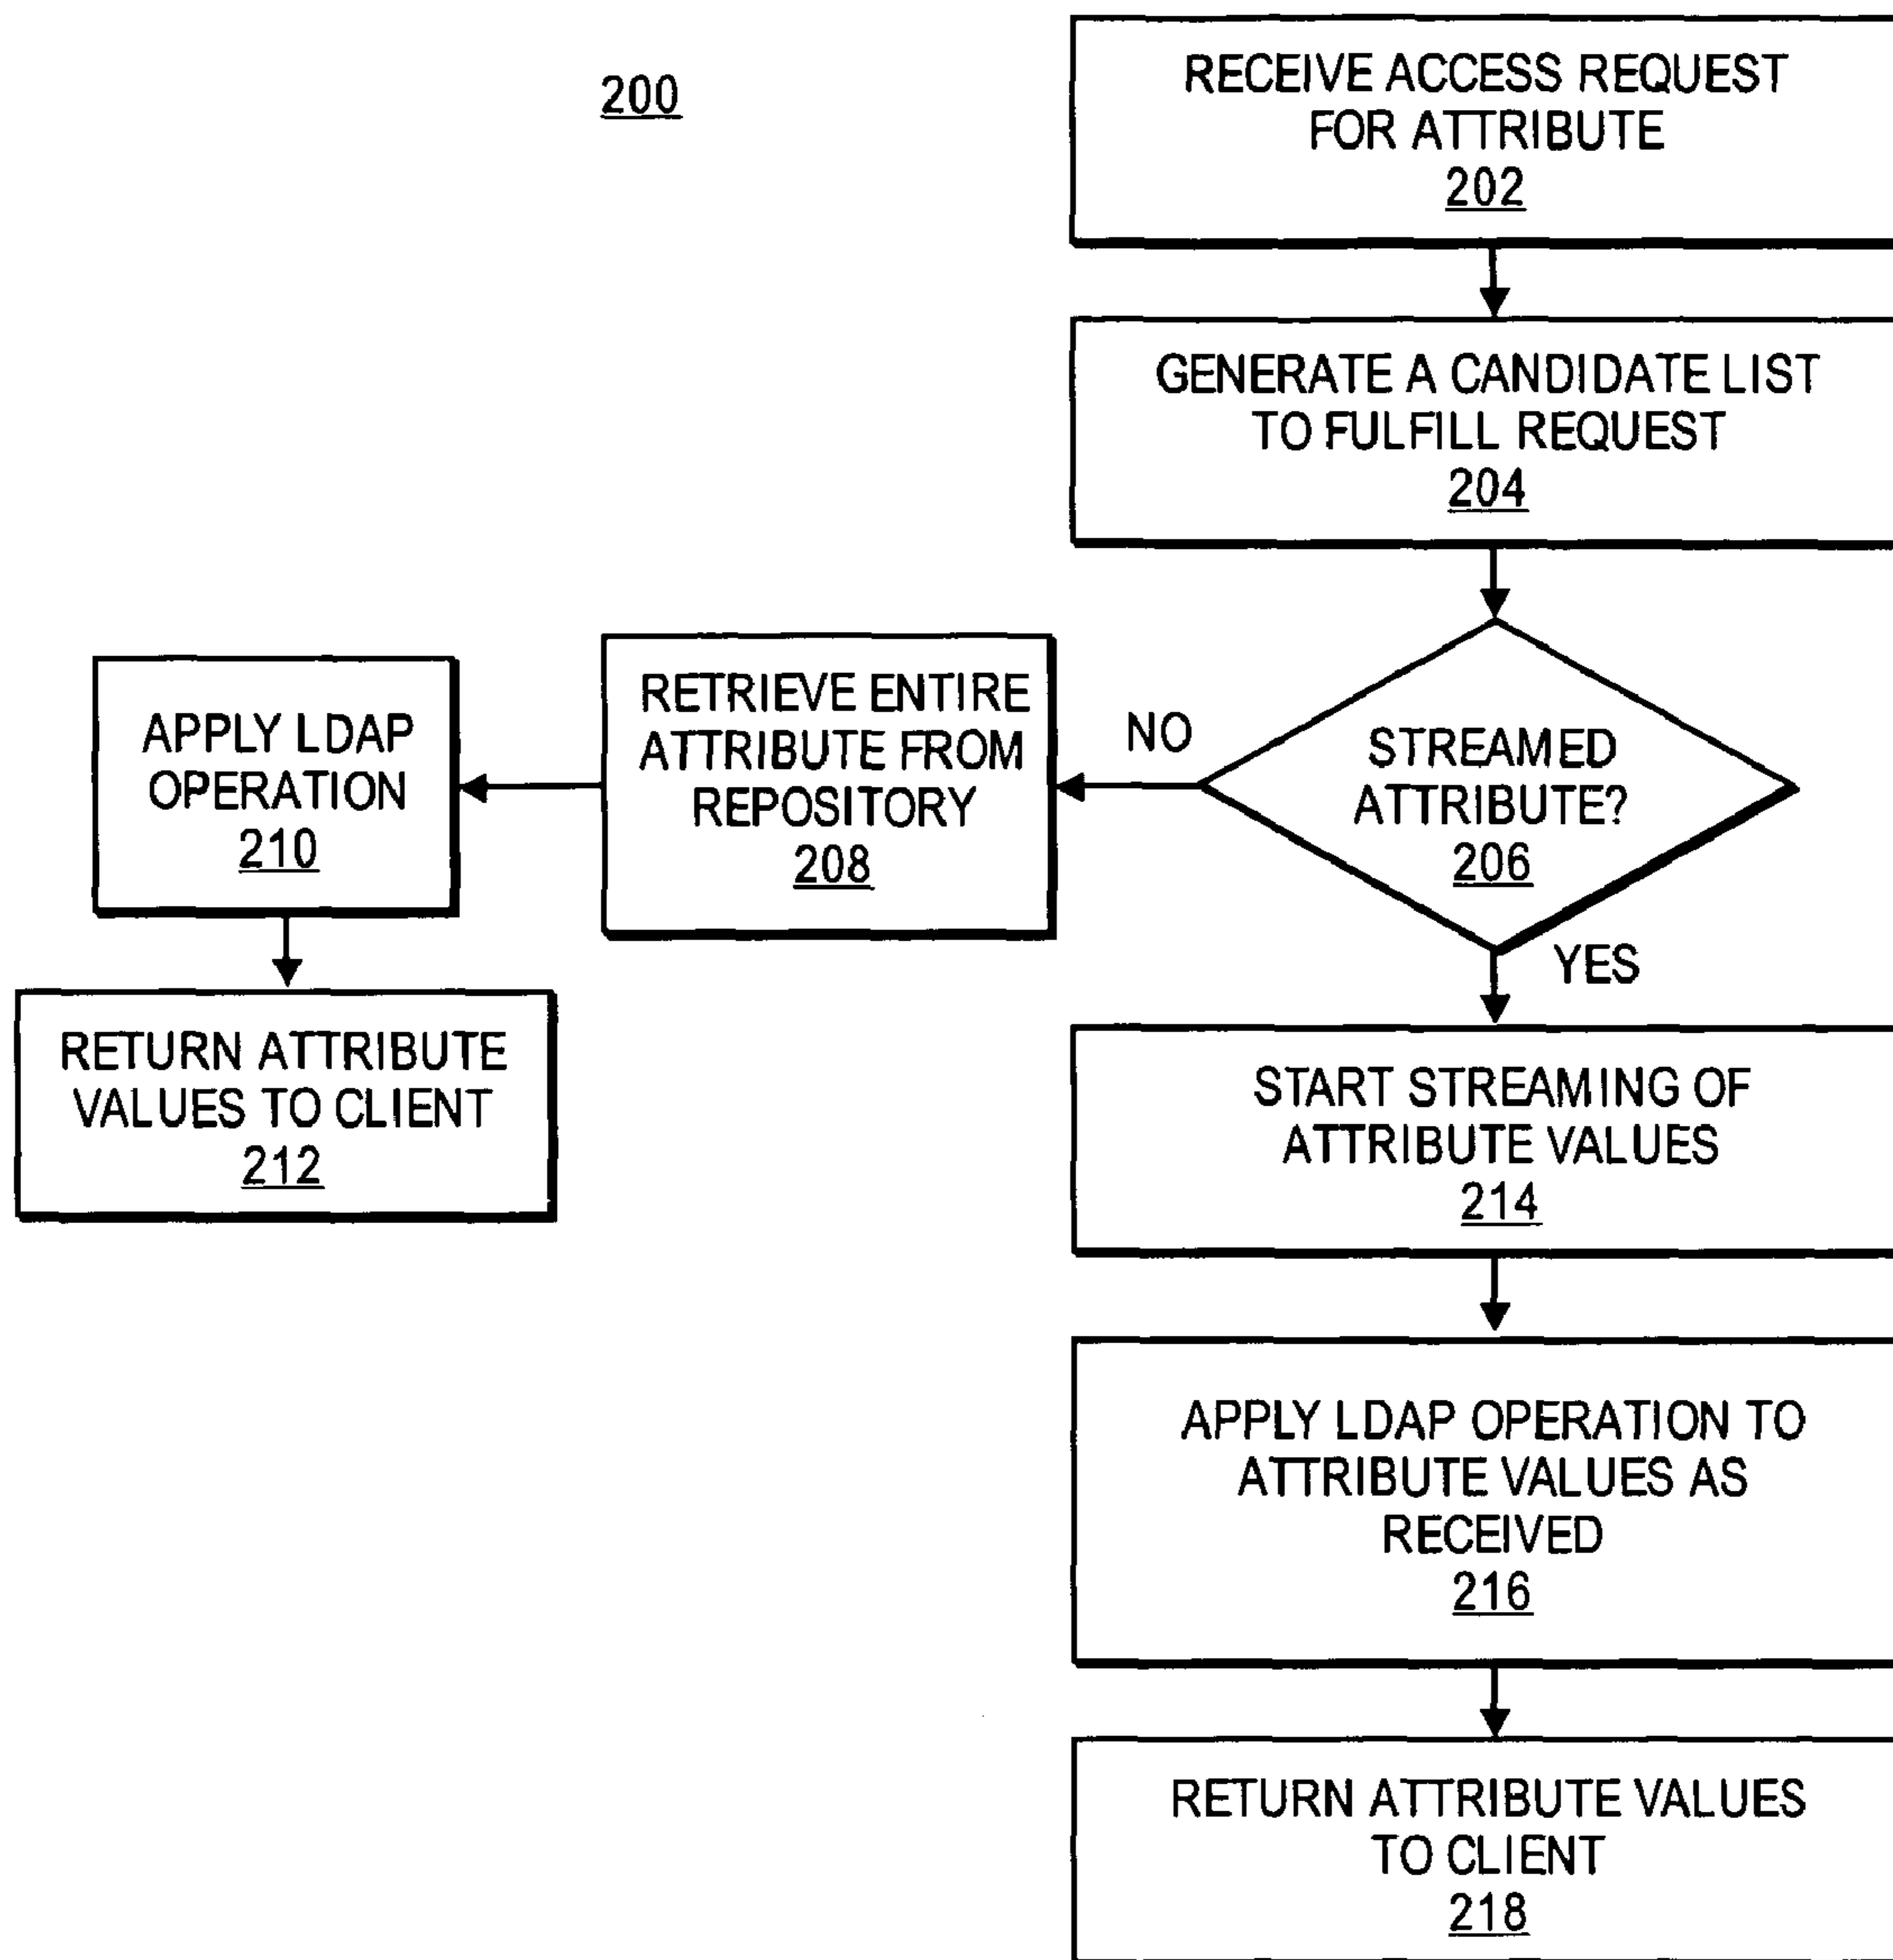 200
RECEIVE ACCESS REQUEST
FOR ATTRIBUTE
202
GENERATE A CANDIDATE LIST
TO FULFILL REQUEST
204
STREAMED
ATTRIBUTE?
206
NO
RETRIEVE ENTIRE
ATTRIBUTE FROM
REPOSITORY
208
APPLY LDAP
OPERATION
210
RETURN ATTRIBUTE
VALUES TO CLIENT
212
YES
START STREAMING OF
ATTRIBUTE VALUES
214
APPLY LDAP OPERATION TO
ATTRIBUTE VALUES AS
RECEIVED
216
RETURN ATTRIBUTE VALUES
TO CLIENT
218